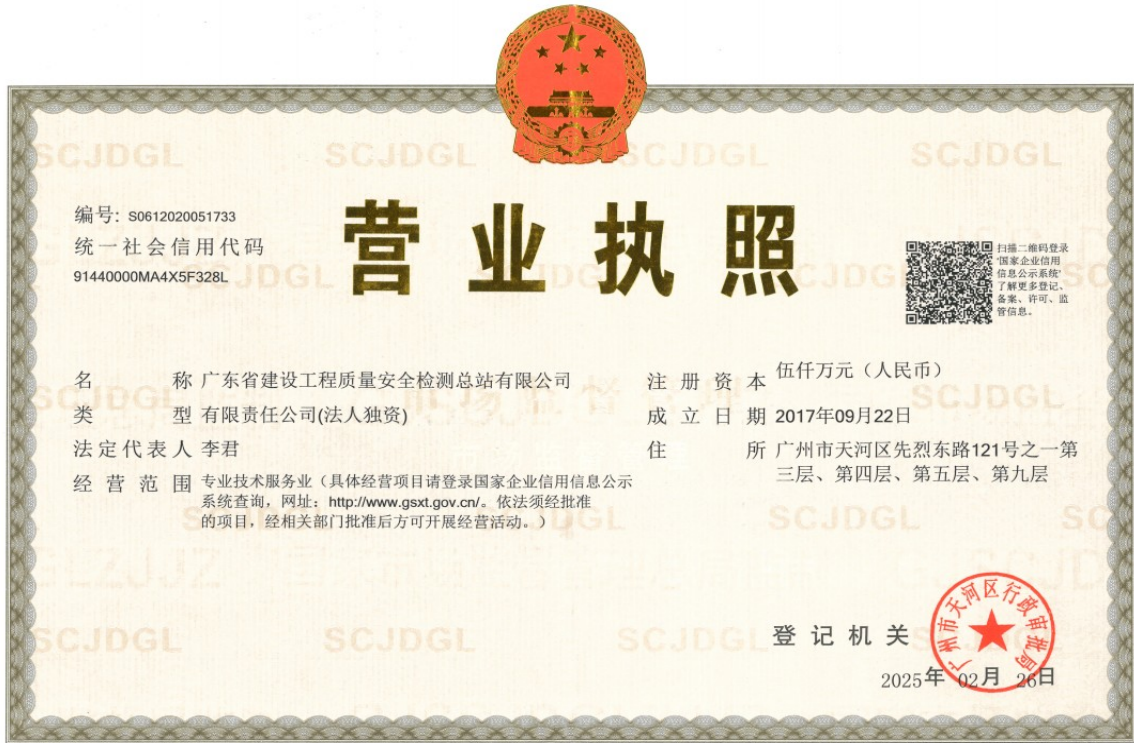 营业执照
编号: S0612020051733
统一社会信用代码
91440000MA4X5F328L
扫描二维码登录
‘国家企业信用
信息公示系统’
了解更多登记、
备案、许可、监
管信息。
名称 广东省建设工程质量安全检测总站有限公司
类型 有限责任公司(法人独资)
法定代表人 李君
经营范围 专业技术服务业（具体经营项目请登录国家企业信用信息公示
系统查询，网址：http://www.gsxt.gov.cn/。依法须经批准
的项目，经相关部门批准后方可开展经营活动。）
注册资本 伍仟万元（人民币）
成立日期 2017年09月22日
住所 广州市天河区先烈东路121号之一第
三层、第四层、第五层、第九层
登记机关
广州市天河区行政审批局
2025年 02月 26日
SCJDGL